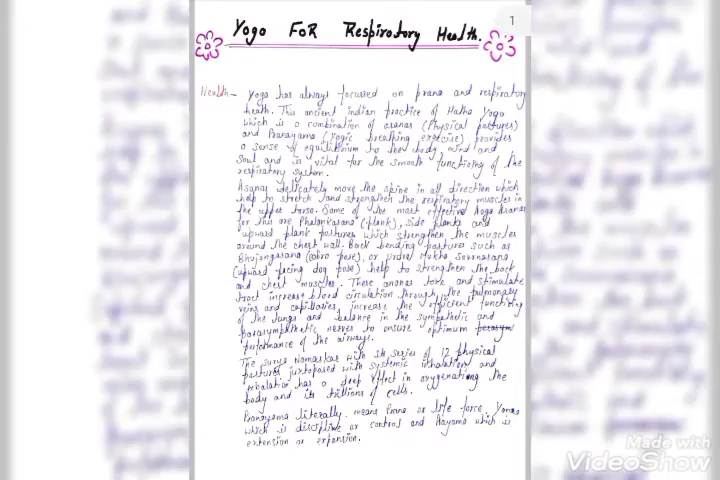 1
Yoga FOR Respiratory Health.
Health - Yoga has always focussed on prana and respiratory
heath. This ancient indian practice of Hatha Yoga
which is a combination of asanas (Physical postures)
and Pranayama (Yogic breathing exercise) provides
a sense of equilibrium to the body, mind and
Soul and is vital for the smooth functioning of the
respiratory system.
Asanas delicately move the spine in all direction which
help to stretch and strengthen the respiratory muscles in
the upper torso. Some of the most effective Yoga Asanas
for this are Phalankasana (plank), side planks and
upward plank postures which strengthen the muscles
around the chest wall. Back bending postures such as
Bhujangasana (cobra pose), or Urdva Mukha Savanasana
(upward facing dog pose) help to strengthen the back
and chest muscles. These asanas tone and stimulate
tract increase blood circulation through the pulmonary
veins and capillaries, increase the efficient functioning
of the lungs and balance in the sympathetic and
parasympathetic nerves to ensure optimum
performance of the airways.
The surya Namaskar with its series of 12 physical
postures juxtaposed with systemic inhalation and
exhalation has a deep effect in oxygenating the
body and its trillions of cells.
Pranayama literally means Prana or life force, Yama
which is discipline or control and Aayama which is
extension or expansion.
Made with
VideoShow